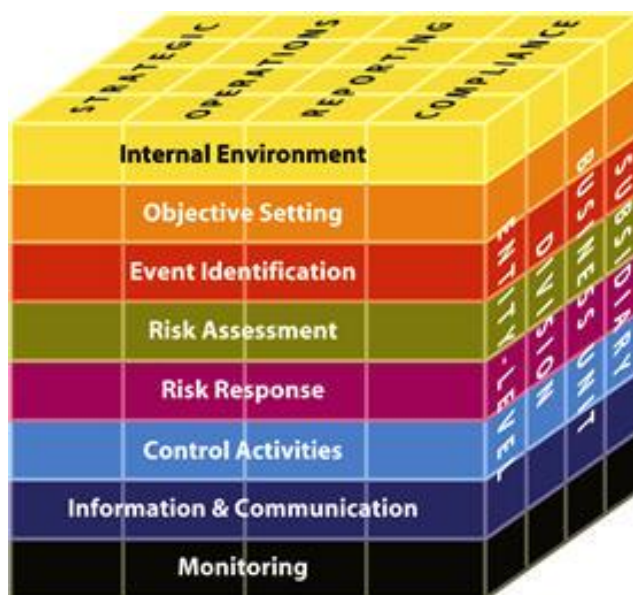 STRATEGIC
OPERATIONS
REPORTING
COMPLIANCE
Internal Environment
Objective Setting
Event Identification
Risk Assessment
Risk Response
Control Activities
Information & Communication
Monitoring
ENTITY-LEVEL
DIVISION
BUSINESS UNIT
SUBSIDIARY